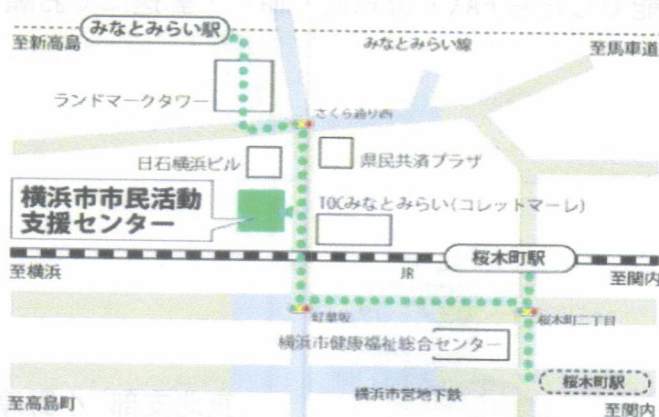 みなとみらい駅
至新高島
みなとみらい線
至馬車道
ランドマークタワー
さくら通り西
日石横浜ビル
県民共済プラザ
横浜市市民活動
支援センター
TOCみなとみらい(コレットマーレ)
桜木町駅
至横浜
JR
至関内
紅葉坂
桜木町二丁目
横浜市健康福祉総合センター
桜木町駅
横浜市営地下鉄
至高島町
至関内